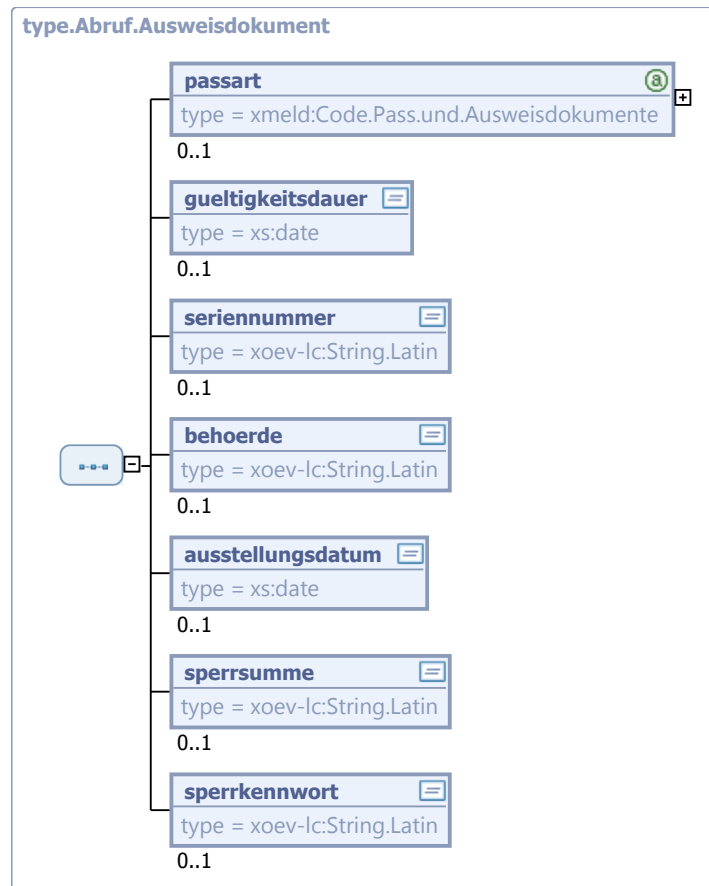 type.Abruf.Ausweisdokument
passart
type = xmeld:Code.Pass.und.Ausweisdokumente
0..1
gueltigkeitsdauer
type = xs:date
0..1
seriennummer
type = xoev-lc:String.Latin
0..1
behoerde
type = xoev-lc:String.Latin
0..1
ausstellungsdatum
type = xs:date
0..1
sperrsumme
type = xoev-lc:String.Latin
0..1
sperrkennwort
type = xoev-lc:String.Latin
0..1